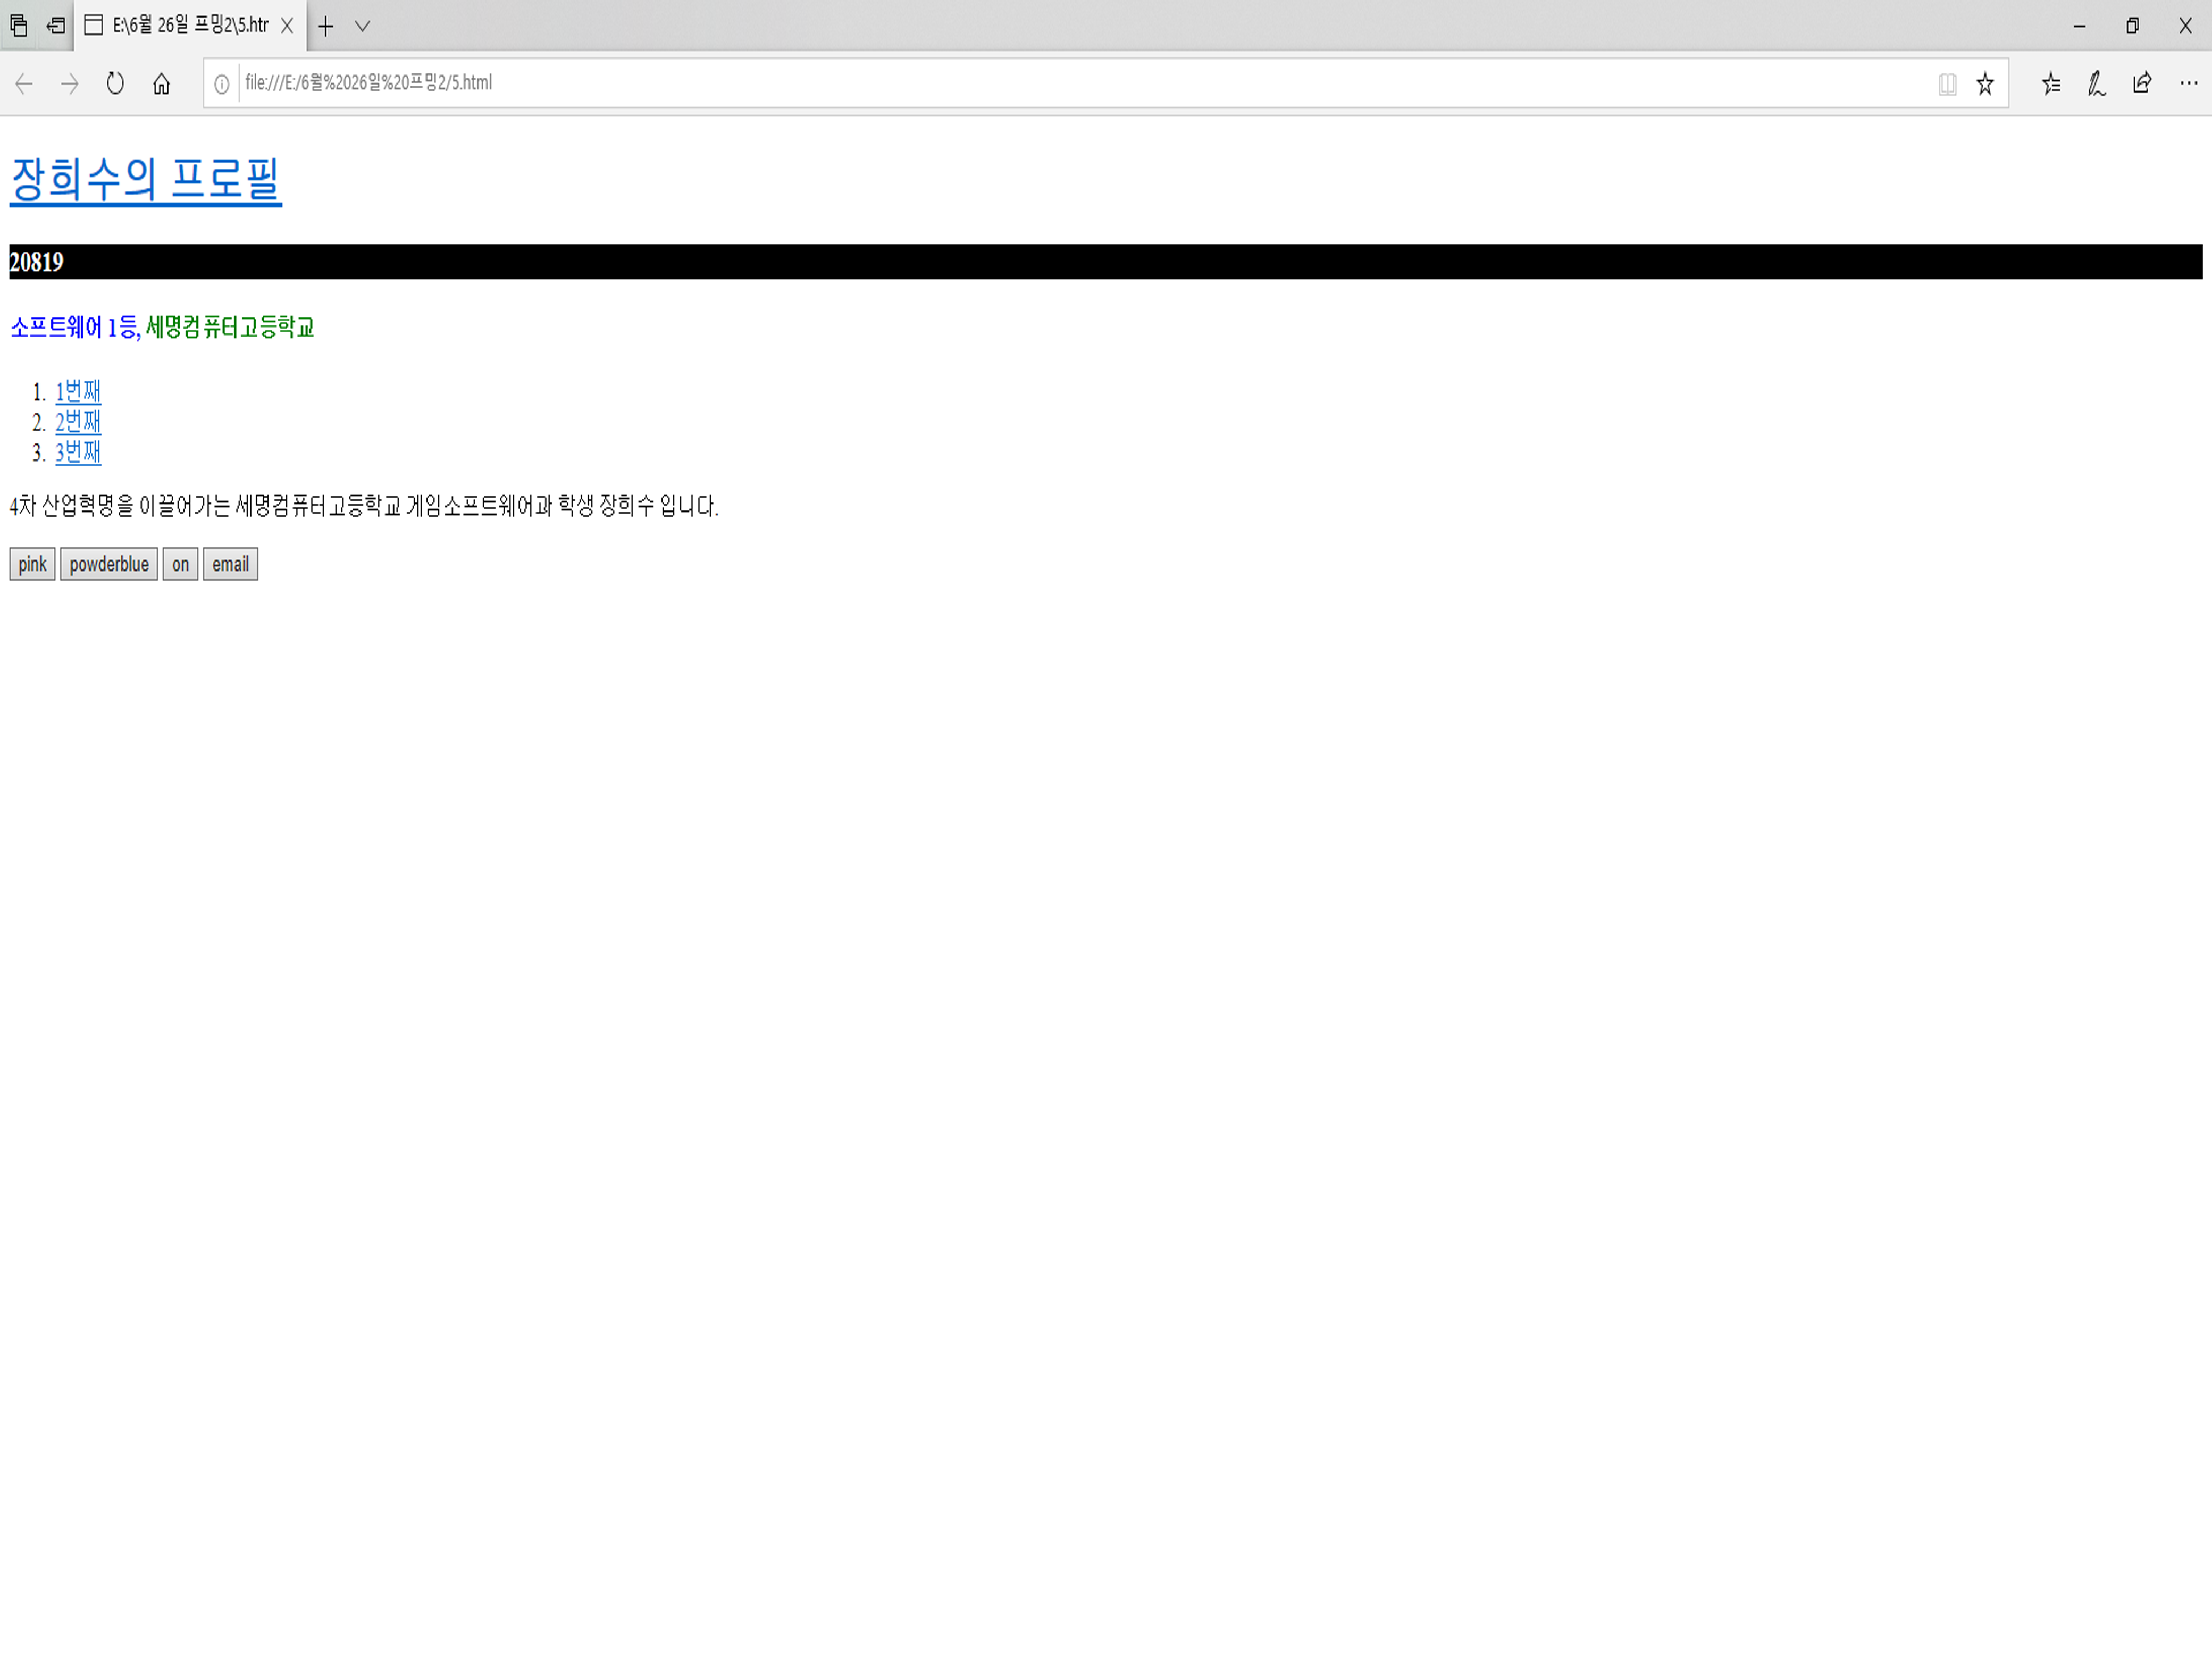 E:\6월 26일 프밍2\5.htr
file:///E:/6월%2026일%20프밍2/5.html
장희수의 프로필
20819
소프트웨어 1등, 세명컴퓨터고등학교
1. 1번째
2. 2번째
3. 3번째
4차 산업혁명을 이끌어가는 세명컴퓨터고등학교 게임소프트웨어과 학생 장희수 입니다.
pink powderblue on email